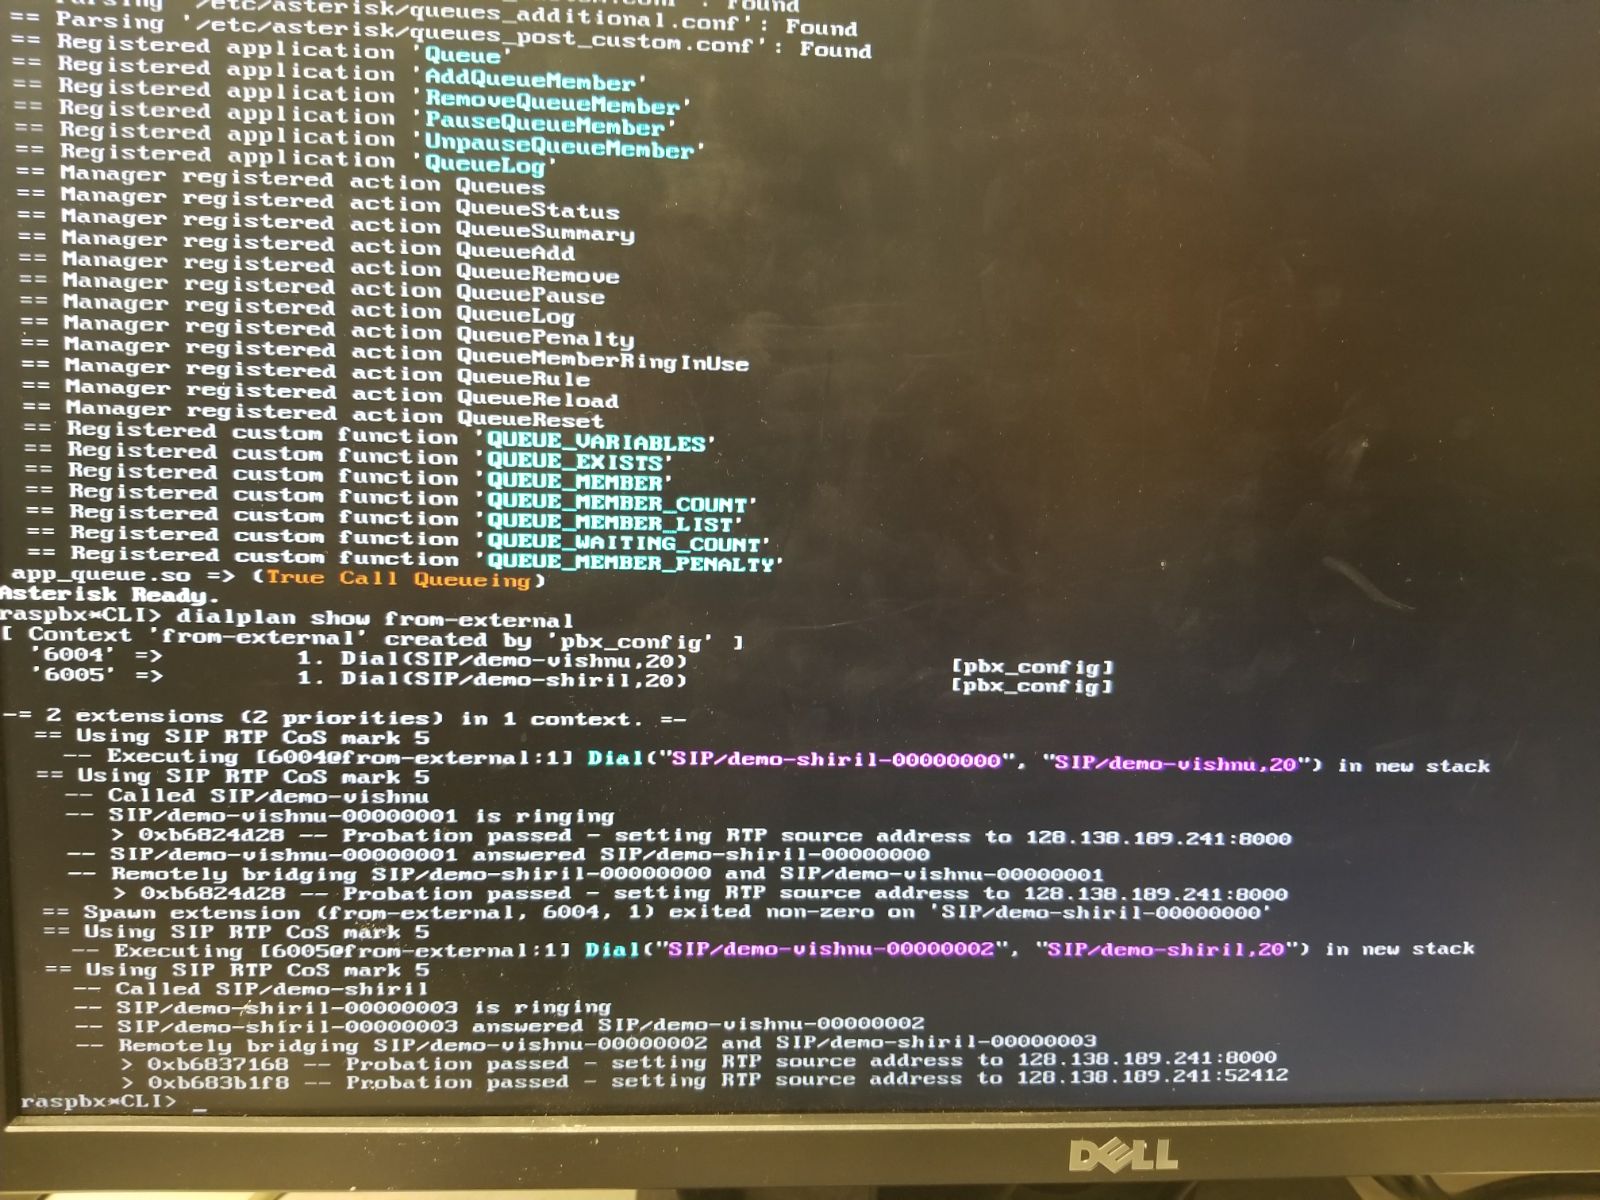 Parsing '/etc/asterisk/queues_additional.conf': Found
Parsing '/etc/asterisk/queues_post_custom.conf': Found
== Registered application 'Queue'
== Registered application 'AddQueueMember'
== Registered application 'RemoveQueueMember'
== Registered application 'PauseQueueMember'
== Registered application 'UnpauseQueueMember'
== Registered application 'QueueLog'
== Manager registered action Queues
== Manager registered action QueueStatus
== Manager registered action QueueSummary
== Manager registered action QueueAdd
== Manager registered action QueueRemove
== Manager registered action QueuePause
== Manager registered action QueueLog
== Manager registered action QueuePenalty
== Manager registered action QueueMemberRingInUse
== Manager registered action QueueRule
== Manager registered action QueueReload
== Manager registered action QueueReset
== Registered custom function 'QUEUE_VARIABLES'
== Registered custom function 'QUEUE_EXISTS'
== Registered custom function 'QUEUE_MEMBER'
== Registered custom function 'QUEUE_MEMBER_COUNT'
== Registered custom function 'QUEUE_MEMBER_LIST'
== Registered custom function 'QUEUE_WAITING_COUNT'
== Registered custom function 'QUEUE_MEMBER_PENALTY'
app_queue.so => (True Call Queueing)
Asterisk Ready.
raspbx*CLI> dialplan show from-external
[ Context 'from-external' created by 'pbx_config' ]
'6004' => 1. Dial(SIP/demo-vishnu,20) [pbx_config]
'6005' => 1. Dial(SIP/demo-shiril,20) [pbx_config]
-= 2 extensions (2 priorities) in 1 context. =-
== Using SIP RTP CoS mark 5
-- Executing [6004@from-external:1] Dial("SIP/demo-shiril-00000000", "SIP/demo-vishnu,20") in new stack
== Using SIP RTP CoS mark 5
-- Called SIP/demo-vishnu
-- SIP/demo-vishnu-00000001 is ringing
> 0xb6824d28 -- Probation passed - setting RTP source address to 128.138.189.241:8000
-- SIP/demo-vishnu-00000001 answered SIP/demo-shiril-00000000
-- Remotely bridging SIP/demo-shiril-00000000 and SIP/demo-vishnu-00000001
> 0xb6824d28 -- Probation passed - setting RTP source address to 128.138.189.241:8000
== Spawn extension (from-external, 6004, 1) exited non-zero on 'SIP/demo-shiril-00000000'
== Using SIP RTP CoS mark 5
-- Executing [6005@from-external:1] Dial("SIP/demo-vishnu-00000002", "SIP/demo-shiril,20") in new stack
== Using SIP RTP CoS mark 5
-- Called SIP/demo-shiril
-- SIP/demo-shiril-00000003 is ringing
-- SIP/demo-shiril-00000003 answered SIP/demo-vishnu-00000002
-- Remotely bridging SIP/demo-vishnu-00000002 and SIP/demo-shiril-00000003
> 0xb6837168 -- Probation passed - setting RTP source address to 128.138.189.241:8000
> 0xb683b1f8 -- Probation passed - setting RTP source address to 128.138.189.241:52412
raspbx*CLI> _
DELL